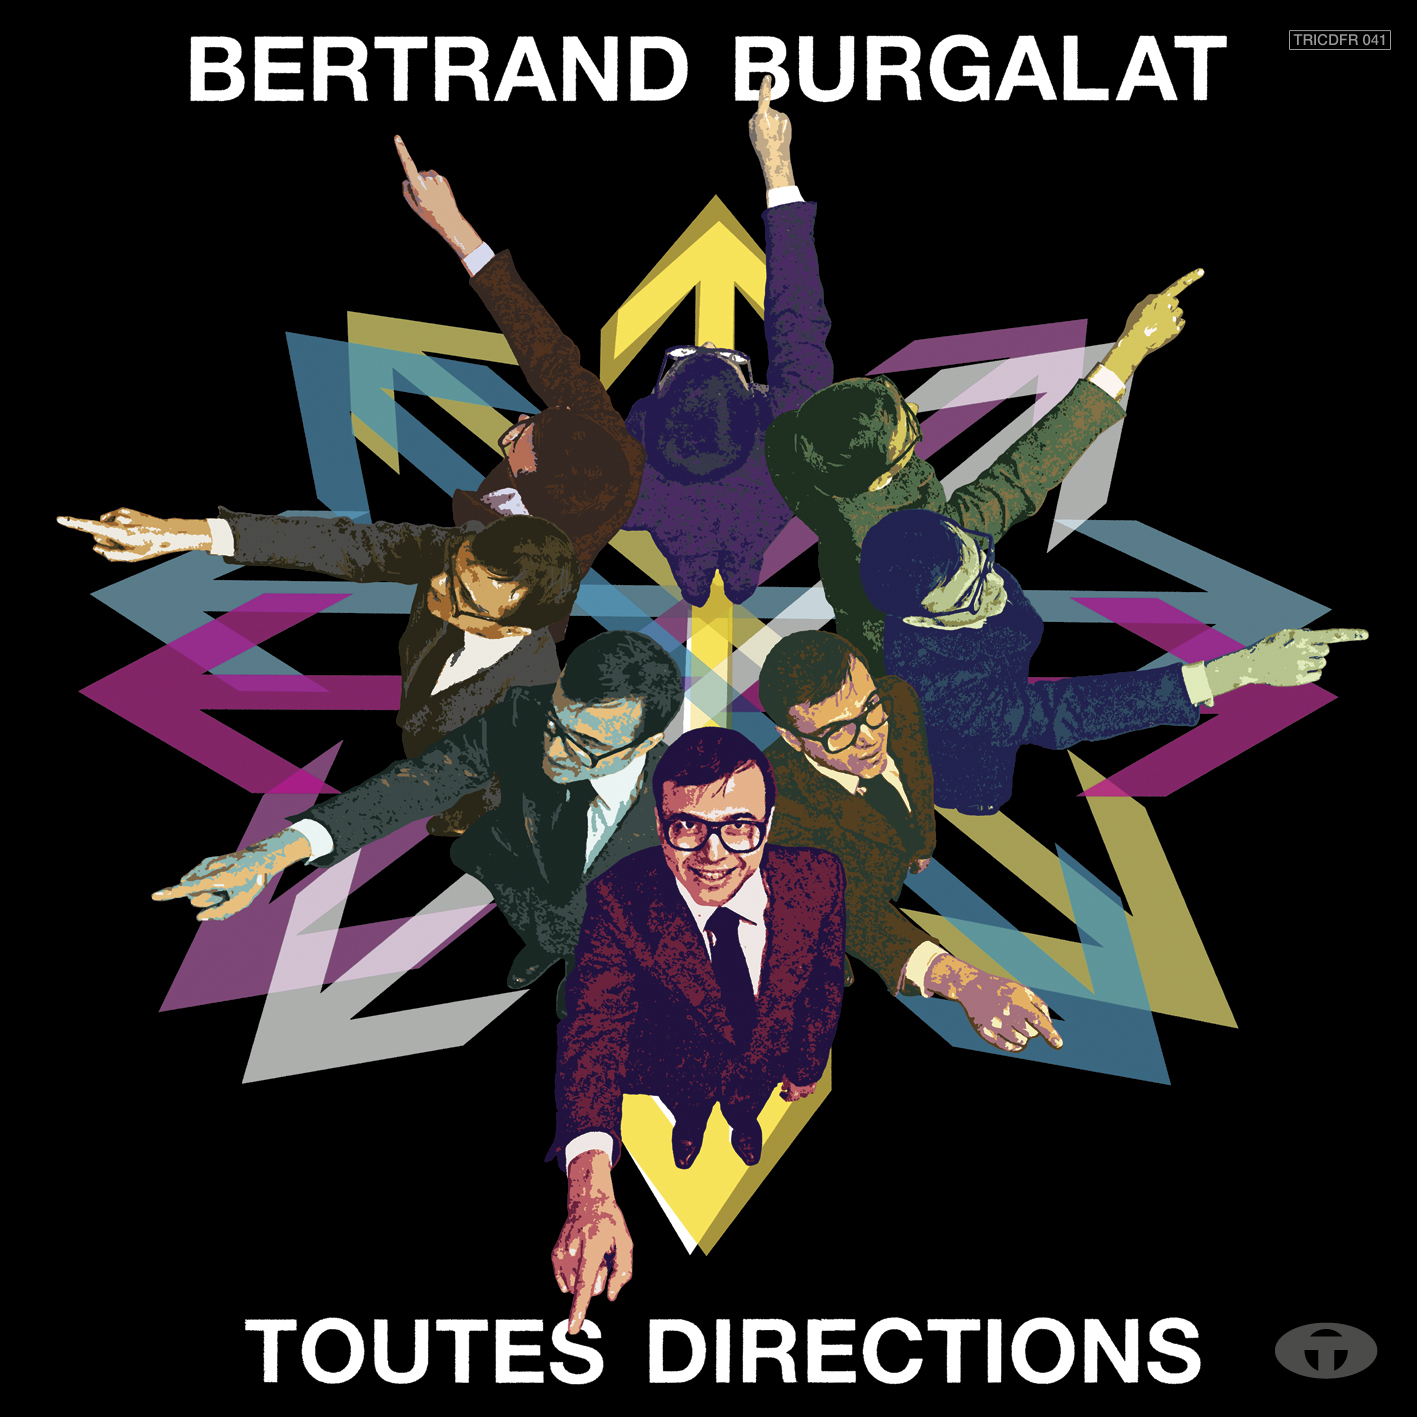 BERTRAND BURGALAT
TRICDFR 041
TOUTES DIRECTIONS